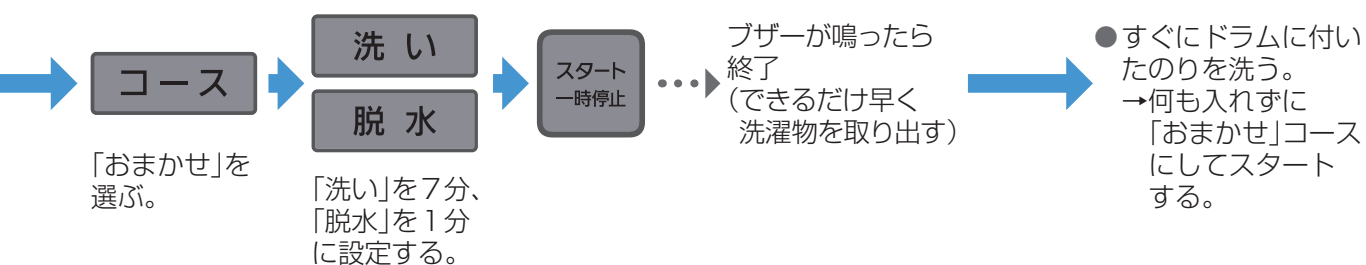 コース
「おまかせ」を
選ぶ。
洗い
脱水
「洗い」を7分、
「脱水」を1分
に設定する。
スタート
一時停止
ブザーが鳴ったら
終了
（できるだけ早く
洗濯物を取り出す）
●すぐにドラムに付い
たのりを洗う。
→何も入れずに
「おまかせ」コース
にしてスタート
する。